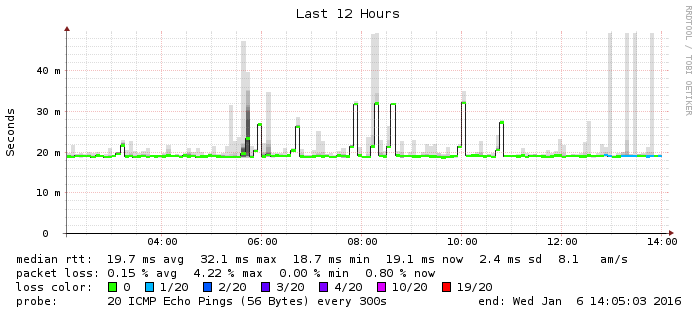 Last 12 Hours
RRDTOOL / TOBI OETIKER
Seconds
40 m
30 m
20 m
10 m
0
04:00 06:00 08:00 10:00 12:00 14:00
median rtt: 19.7 ms avg 32.1 ms max 18.7 ms min 19.1 ms now 2.4 ms sd 8.1 am/s
packet loss: 0.15 % avg 4.22 % max 0.00 % min 0.80 % now
loss color: 0 1/20 2/20 3/20 4/20 10/20 19/20
probe: 20 ICMP Echo Pings (56 Bytes) every 300s end: Wed Jan 6 14:05:03 2016